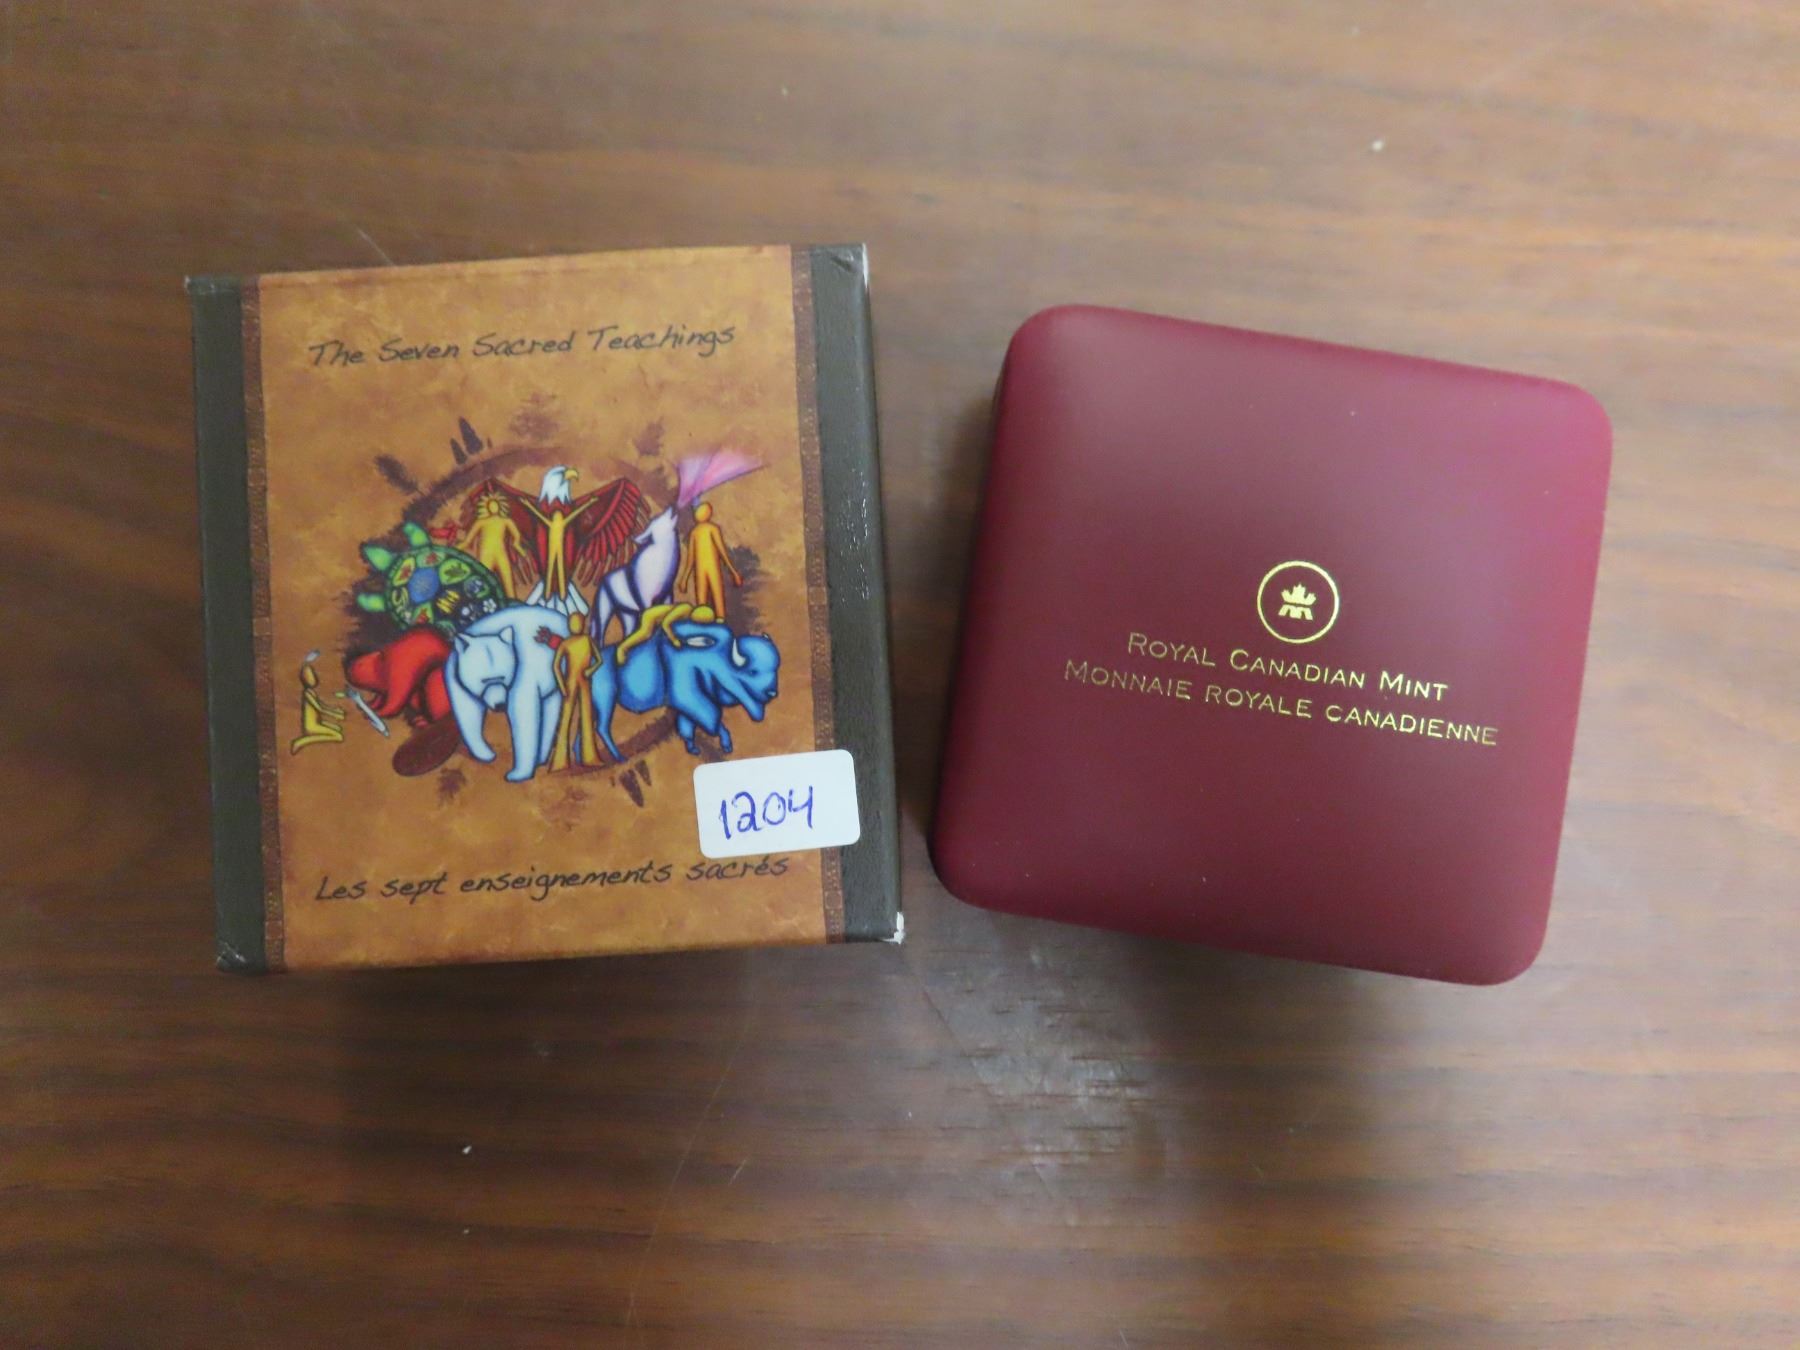 The Seven Sacred Teachings
1204
Les sept enseignements sacrés
ROYAL CANADIAN MINT
MONNAIE ROYALE CANADIENNE